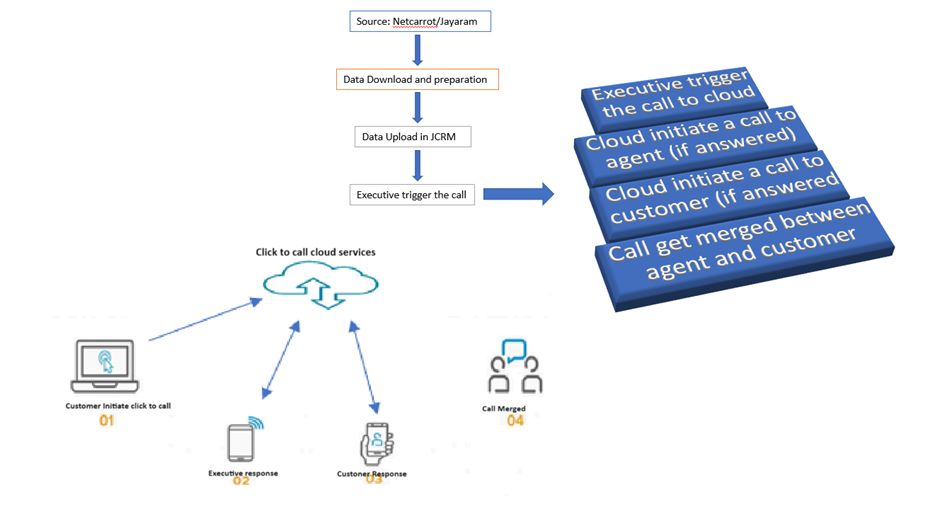 Source: Netcarrot/Jayaram
Data Download and preparation
Data Upload in JCRM
Executive trigger the call
Executive trigger
the call to cloud
Cloud initiate a call to
agent (if answered)
Cloud initiate a call to
customer (if answered
Call get merged between
agent and customer
Click to call cloud services
Customer Initiate click to call
01
Executive response
02
Custoner Response
03
Call Merged
04